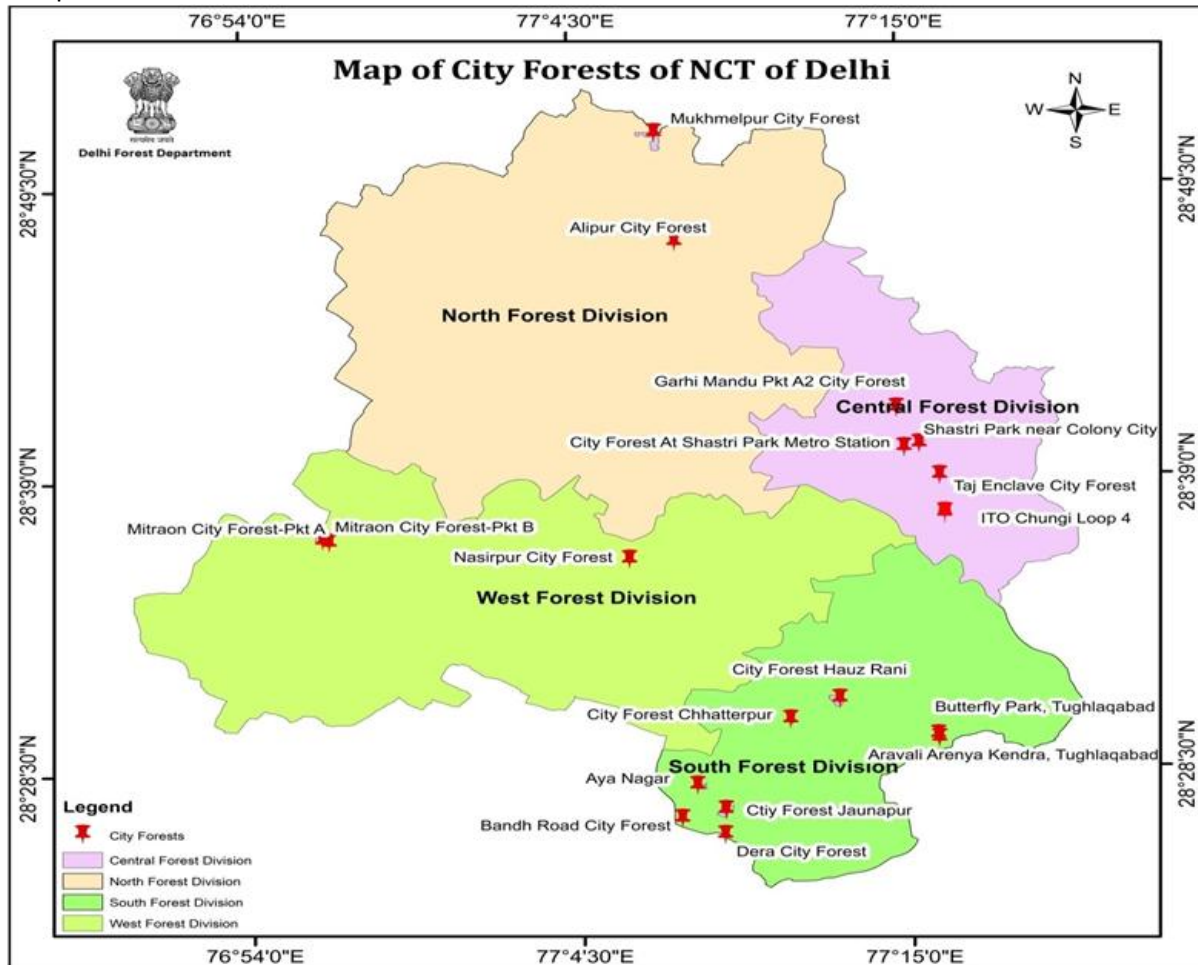 76°54'0"E
77°4'30"E
77°15'0"E
Map of City Forests of NCT of Delhi
सत्यमेव जयते
Delhi Forest Department
N
W
E
S
Mukhmelpur City Forest
28°49'30"N
28°49'30"N
Alipur City Forest
North Forest Division
Garhi Mandu Pkt A2 City Forest
Central Forest Division
Shastri Park near Colony City
City Forest At Shastri Park Metro Station
28°39'0"N
28°39'0"N
Taj Enclave City Forest
ITO Chungi Loop 4
Mitraon City Forest-Pkt A
Mitraon City Forest-Pkt B
Nasirpur City Forest
West Forest Division
City Forest Hauz Rani
City Forest Chhatterpur
Butterfly Park, Tughlaqabad
Aravali Arenya Kendra, Tughlaqabad
28°28'30"N
28°28'30"N
South Forest Division
Aya Nagar
Ctiy Forest Jaunapur
Bandh Road City Forest
Dera City Forest
Legend
City Forests
Central Forest Division
North Forest Division
South Forest Division
West Forest Division
76°54'0"E
77°4'30"E
77°15'0"E